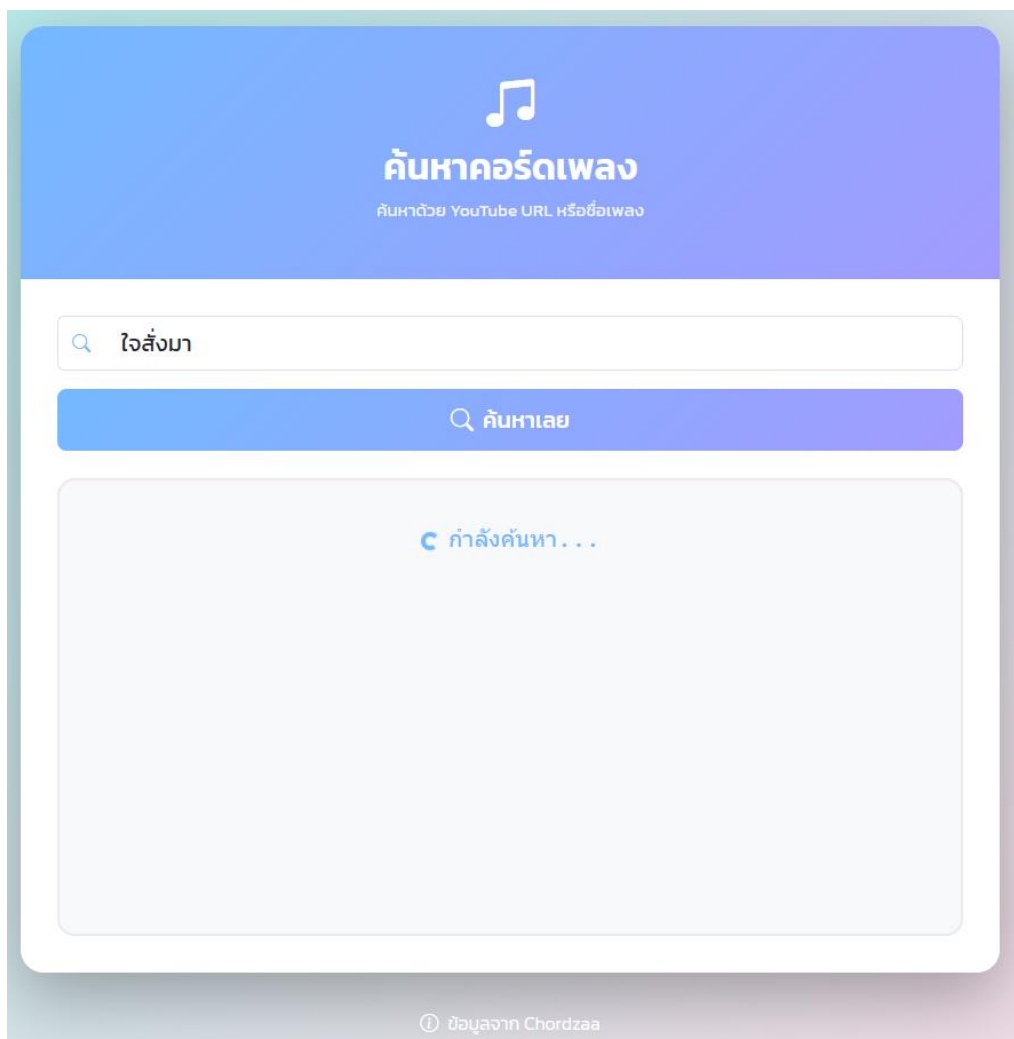 ค้นหาคอร์ดเพลง
ค้นหาด้วย YouTube URL หรือชื่อเพลง
ใจสั่งมา
ค้นหาเลย
กำลังค้นหา...
ข้อมูลจาก Chordzaa